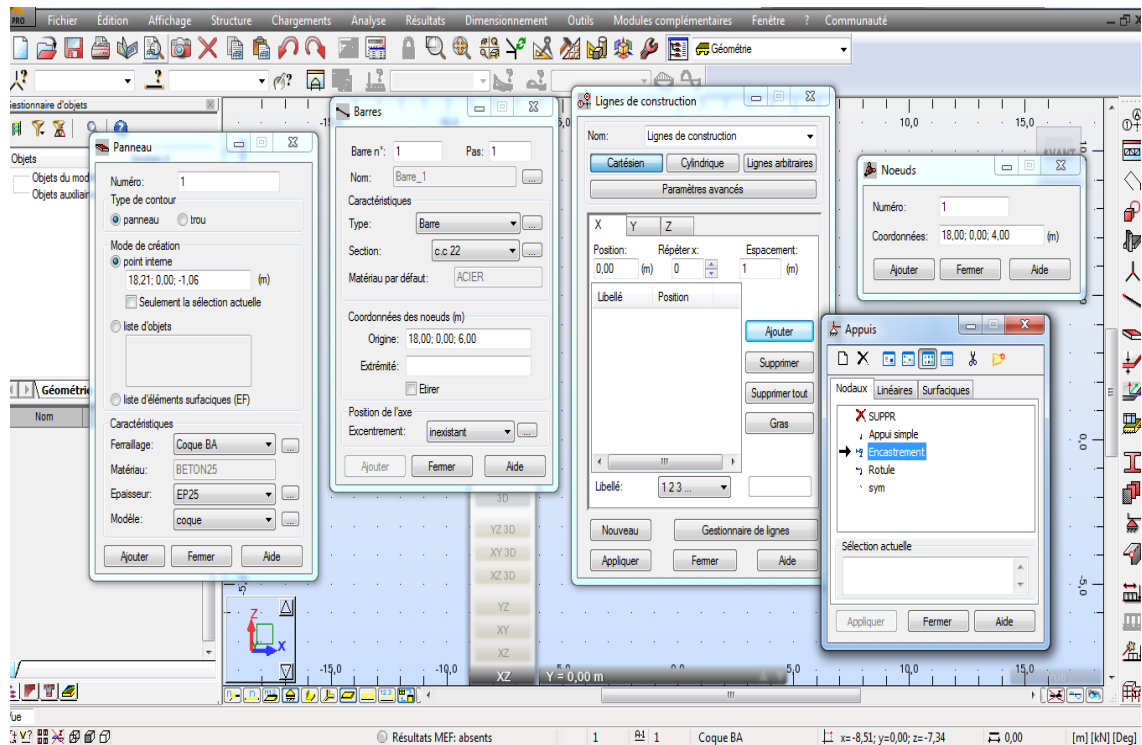 PRO Fichier Édition Affichage Structure Chargements Analyse Résultats Dimensionnement Outils Modules complémentaires Fenêtre ? Communauté
Géométrie
Gestionnaire d'objets
Objets
Objets du mod
Objets auxiliair
Géométrie
Nom
Panneau
Numéro: 1
Type de contour
panneau trou
Mode de création
point interne
18,21; 0,00; -1,06 (m)
Seulement la sélection actuelle
liste d'objets
liste d'éléments surfaciques (EF)
Caractéristiques
Ferraillage: Coque BA ...
Matériau: BETON25
Epaisseur: EP25 ...
Modèle: coque ...
Ajouter Fermer Aide
Barres
Barre n°: 1 Pas: 1
Nom: Barre_1 ...
Caractéristiques
Type: Barre ...
Section: c.c 22 ...
Matériau par défaut: ACIER
Coordonnées des noeuds (m)
Origine: 18,00; 0,00; 6,00
Extrémité:
Etirer
Position de l'axe
Excentrement: inexistant ...
Ajouter Fermer Aide
3D
YZ 3D
XY 3D
XZ 3D
YZ
XY
XZ
XZ Y = 0,00 m
Lignes de construction
Nom: Lignes de construction
Cartésien Cylindrique Lignes arbitraires
Paramètres avancés
X Y Z
Position: Répéter x: Espacement:
0,00 (m) 0 1 (m)
Libellé Position
Ajouter
Supprimer
Supprimer tout
Gras
Libellé: 1 2 3 ...
Nouveau Gestionnaire de lignes
Appliquer Fermer Aide
10,0 15,0
AVANT
Noeuds
Numéro: 1
Coordonnées: 18,00; 0,00; 4,00 (m)
Ajouter Fermer Aide
Appuis
Nodaux Linéaires Surfaciques
SUPPR
Appui simple
Encastrement
Rotule
sym
Sélection actuelle
Appliquer Fermer Aide
0,0
-5,0
Z
X
-15,0 -10,0 5,0 10,0 15,0
Vue
Résultats MEF: absents 1 1 Coque BA x=-8,51; y=0,00; z=-7,34 0,00 [m] [kN] [Deg]